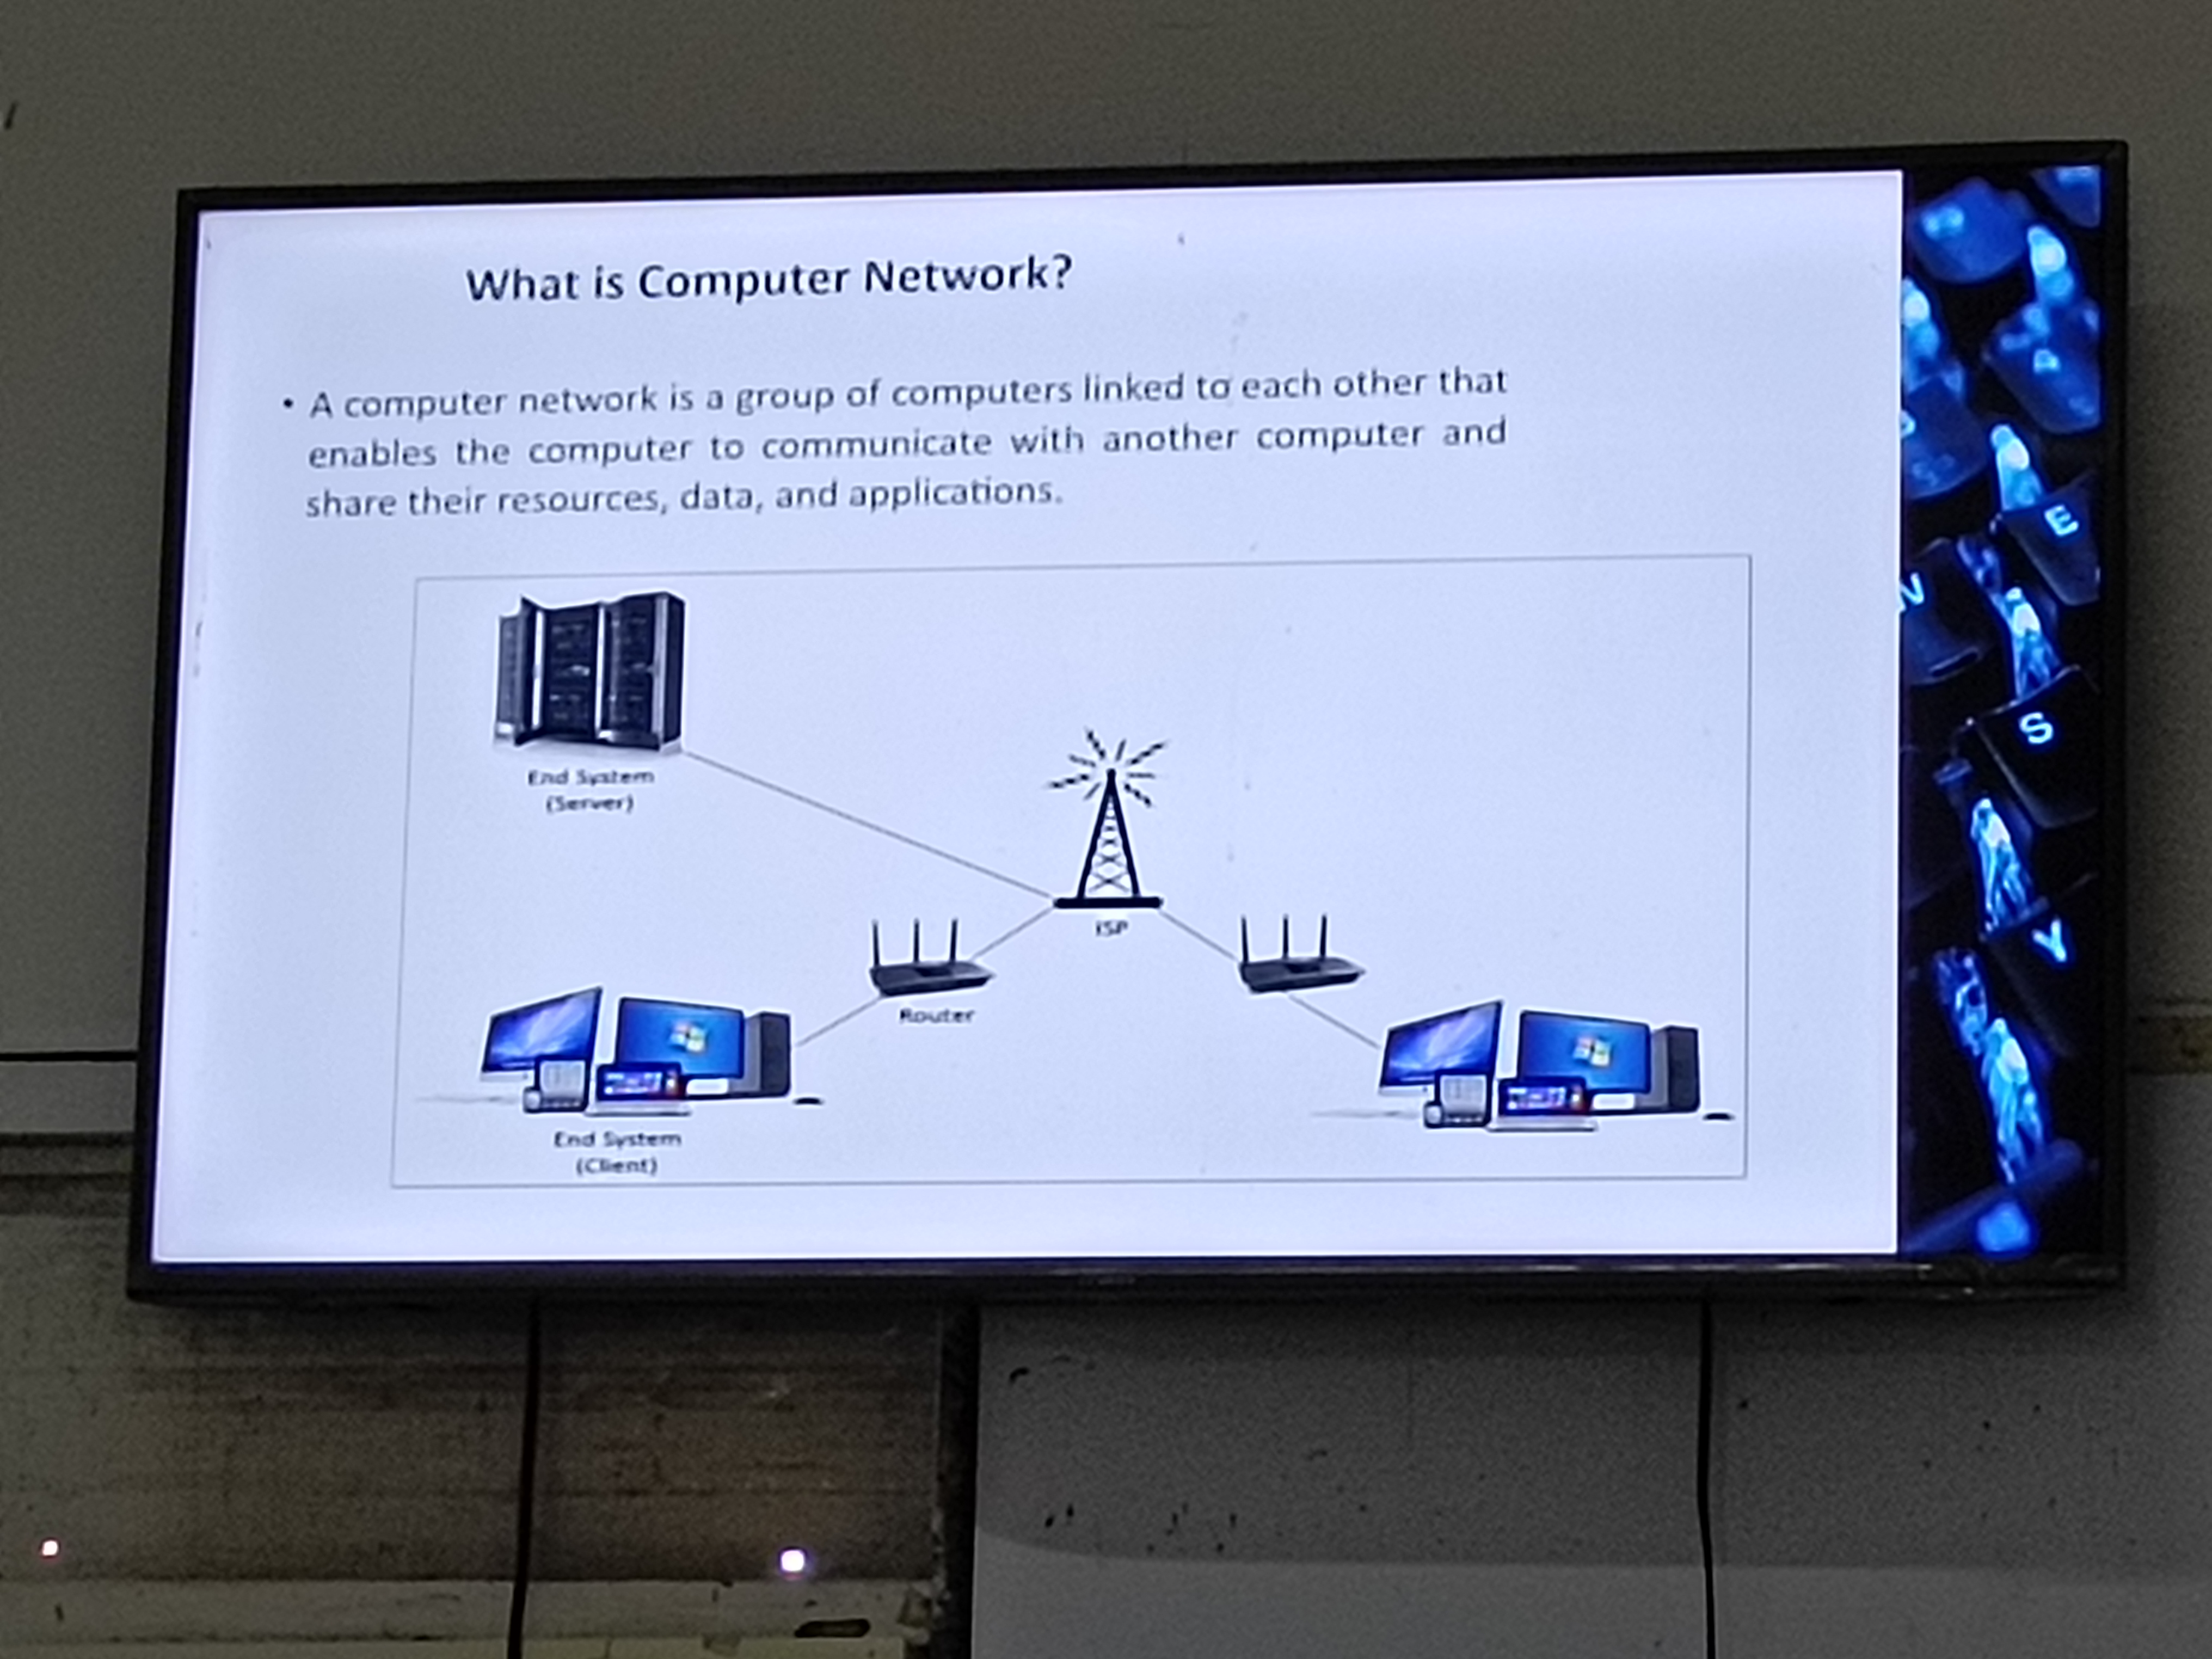 What is Computer Network?
• A computer network is a group of computers linked to each other that
enables the computer to communicate with another computer and
share their resources, data, and applications.
End System
(Server)
ISP
Router
End System
(Client)
E
S
Y